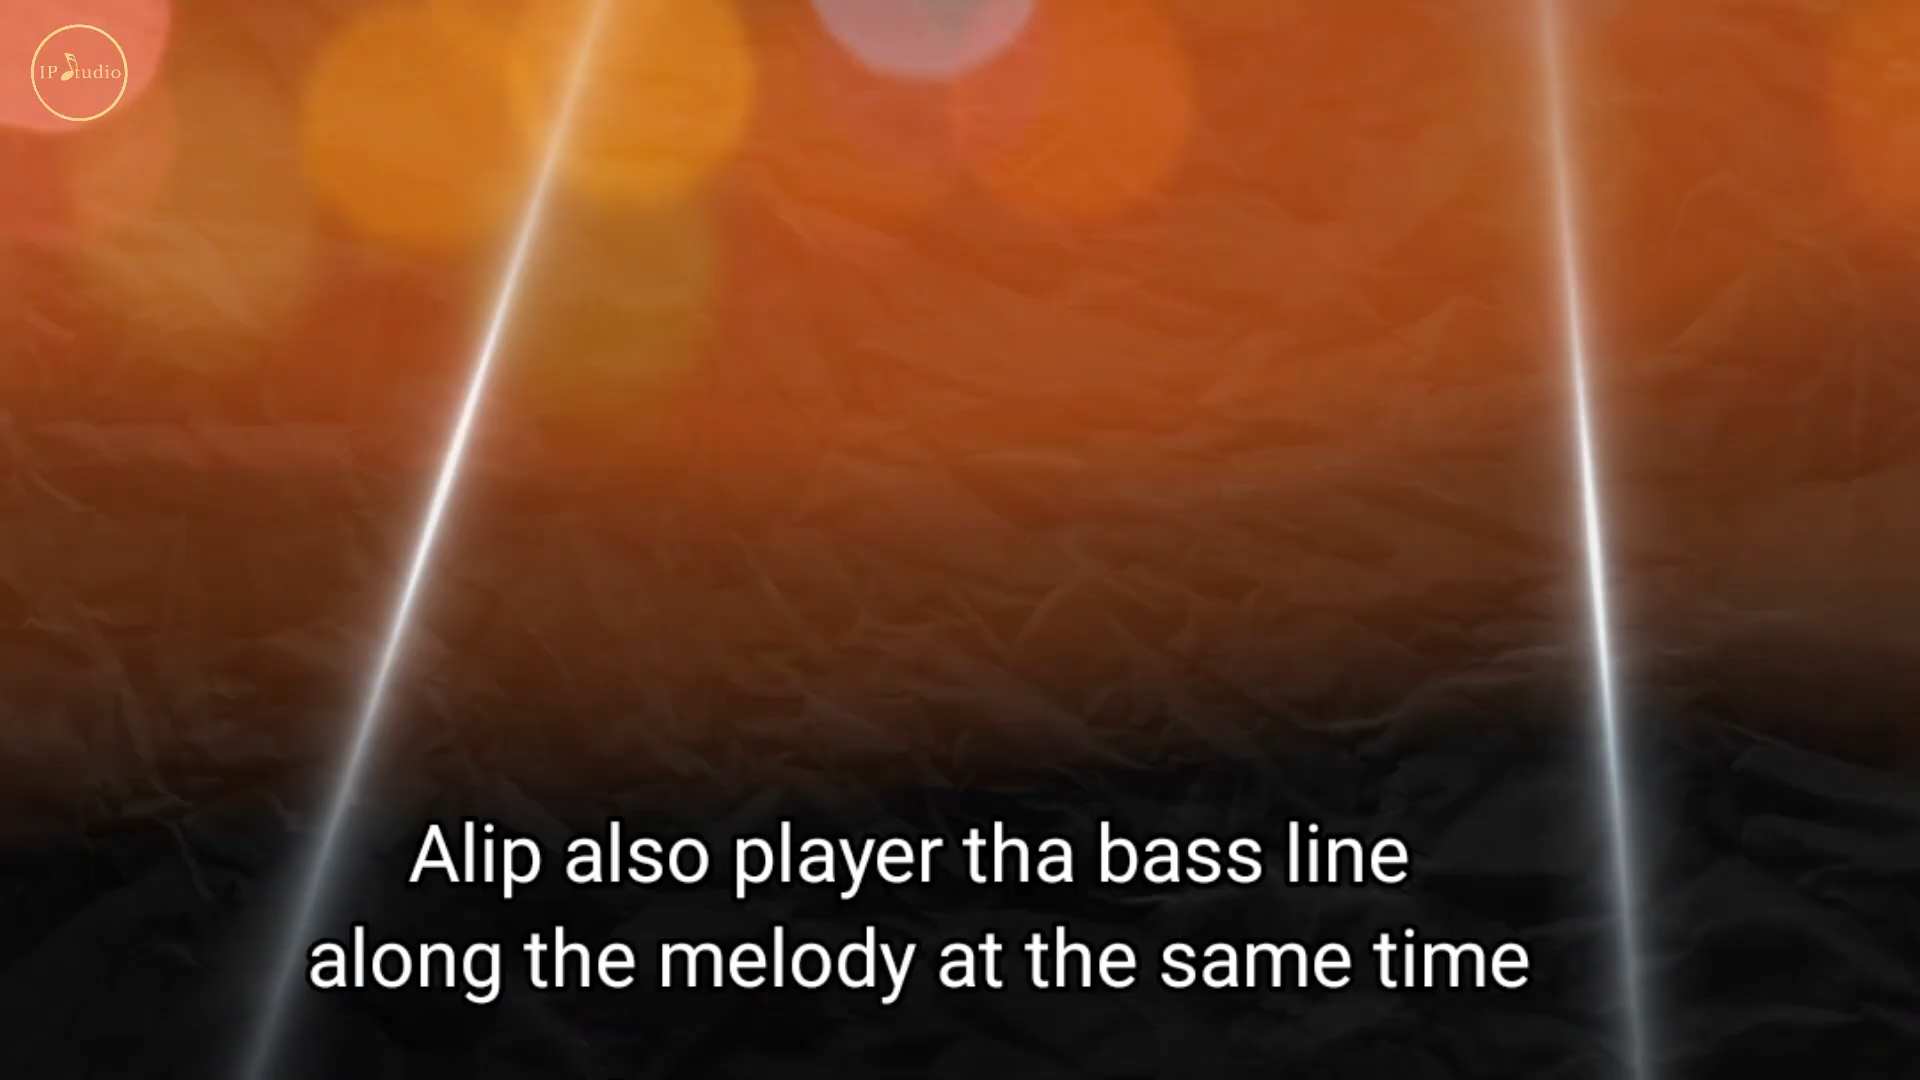 IP Studio
Alip also player tha bass line
along the melody at the same time